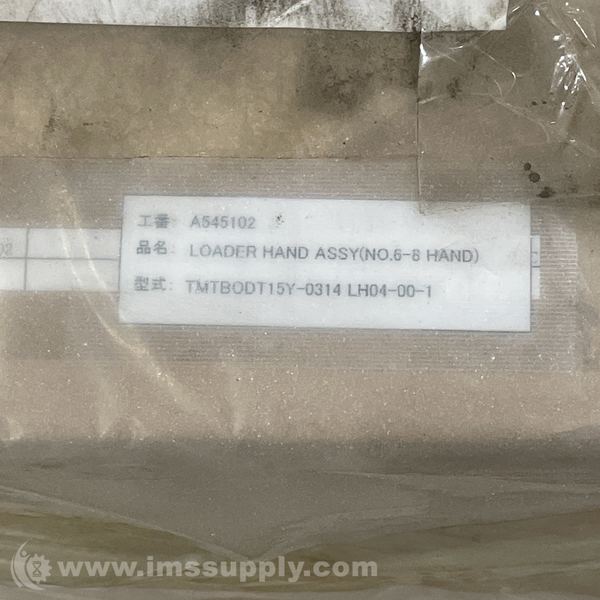 工番: A545102
品名: LOADER HAND ASSY(NO.6-8 HAND)
型式: TMTBODT15Y-0314 LH04-00-1
www.imssupply.com